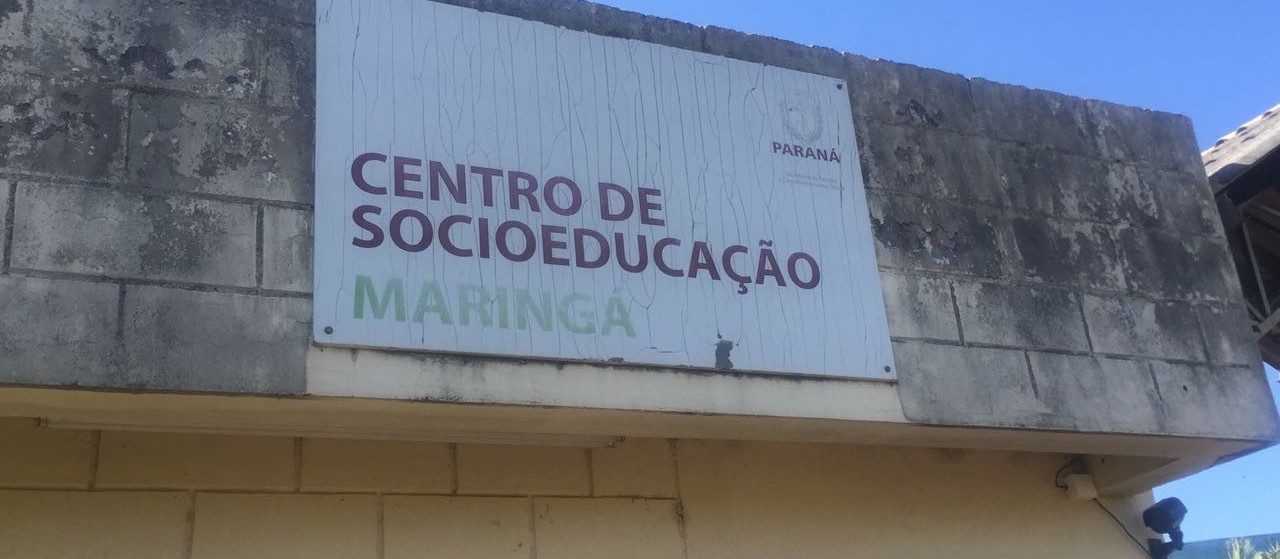 PARANÁ
CENTRO DE
SOCIOEDUCAÇÃO
MARINGÁ